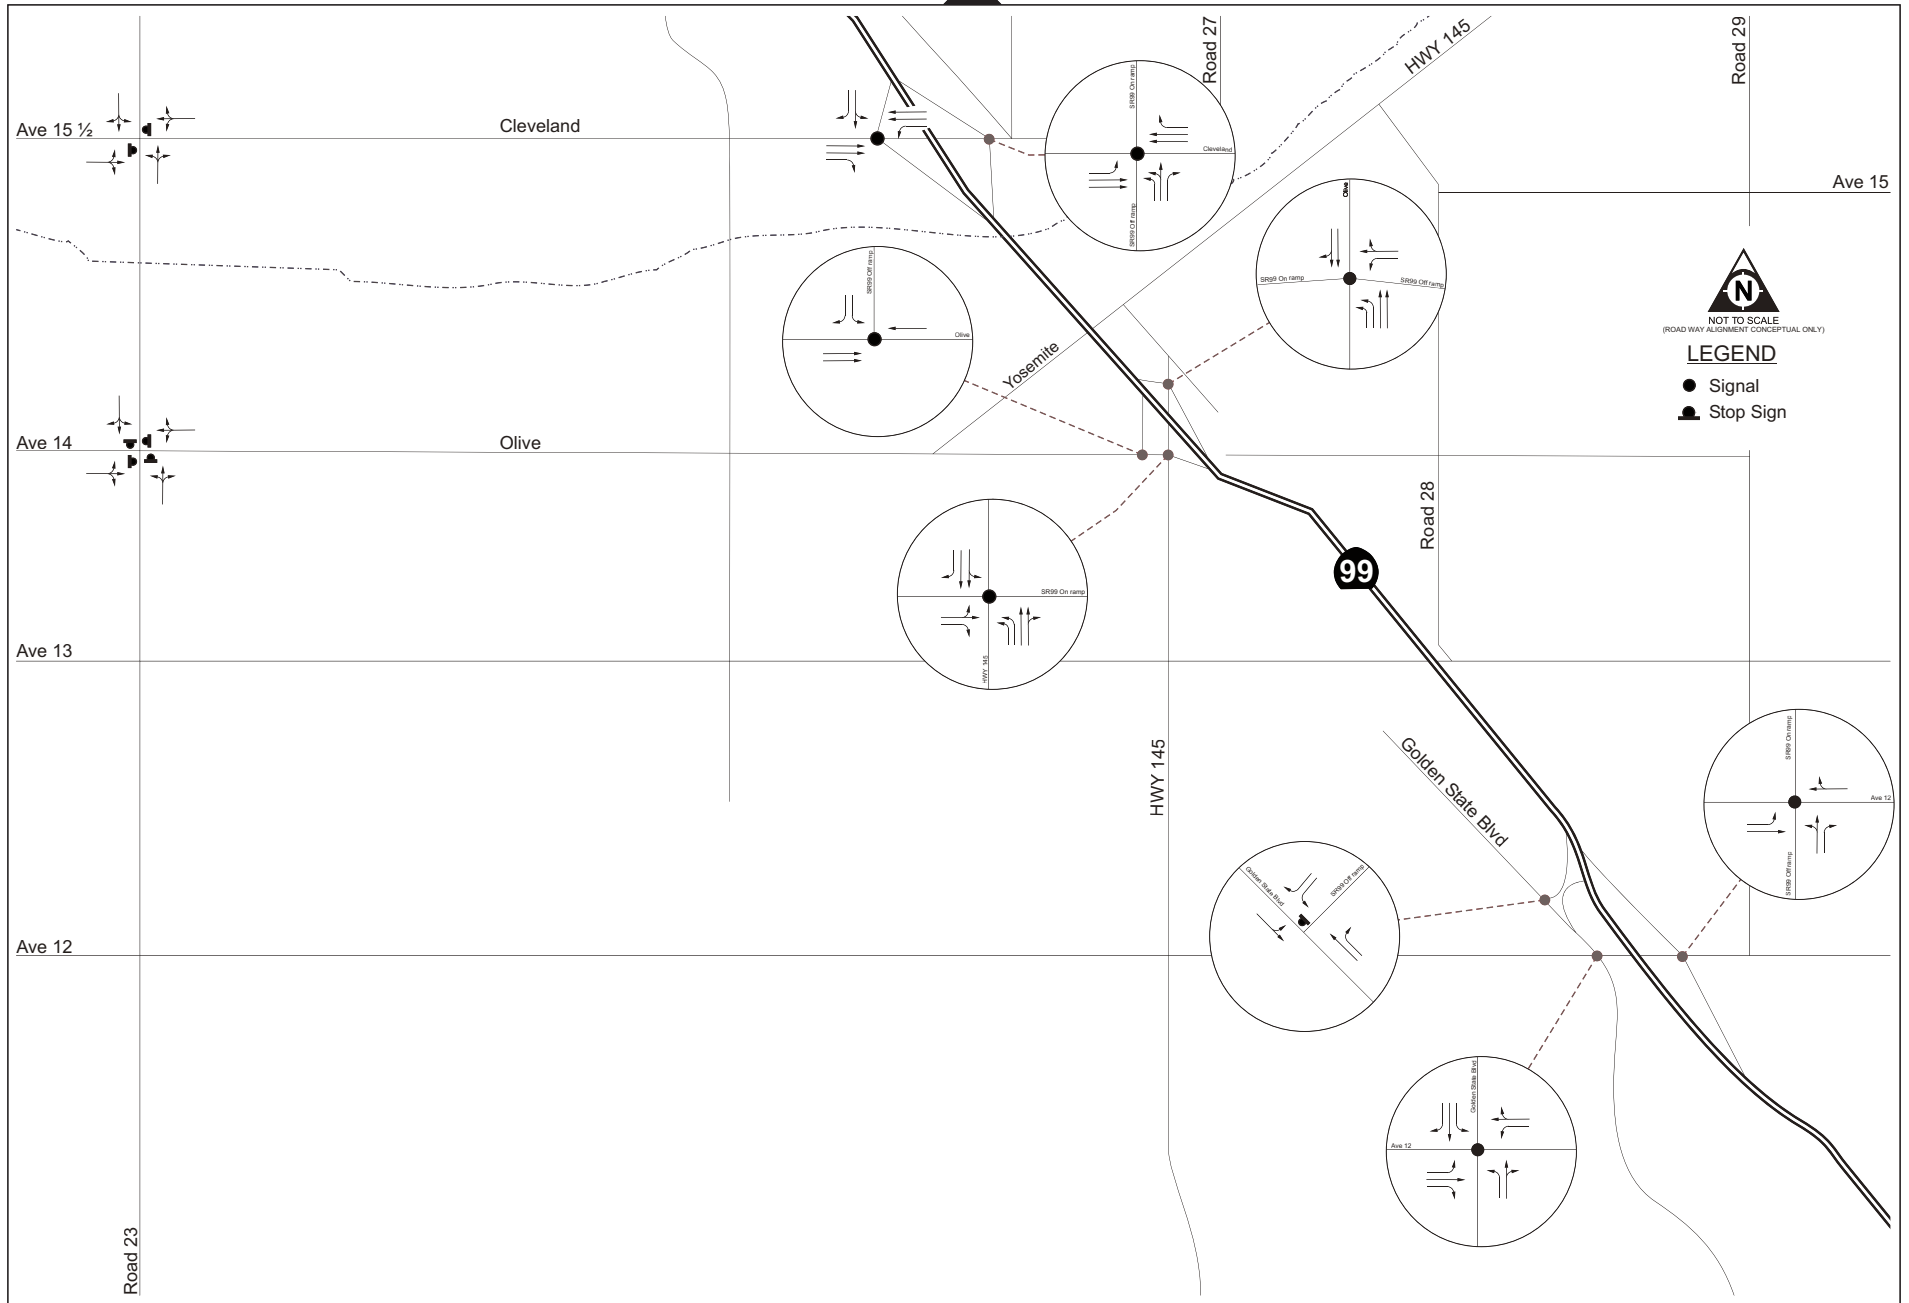 Road 27
Road 29
HWY 145
Ave 15 ½
Cleveland
SR99 On ramp
Cleveland
SR99 Off ramp
Ave 15
Olive
SR99 On ramp
SR99 Off ramp
SR99 Off ramp
Olive
N
NOT TO SCALE
(ROAD WAY ALIGNMENT CONCEPTUAL ONLY)
LEGEND
Signal
Stop Sign
Yosemite
Ave 14
Olive
Road 28
99
SR99 On ramp
HWY 145
Ave 13
HWY 145
Golden State Blvd
SR99 On ramp
Ave 12
SR99 Off ramp
Golden State Blvd
SR99 Off ramp
Ave 12
Golden State Blvd
Ave 12
Road 23